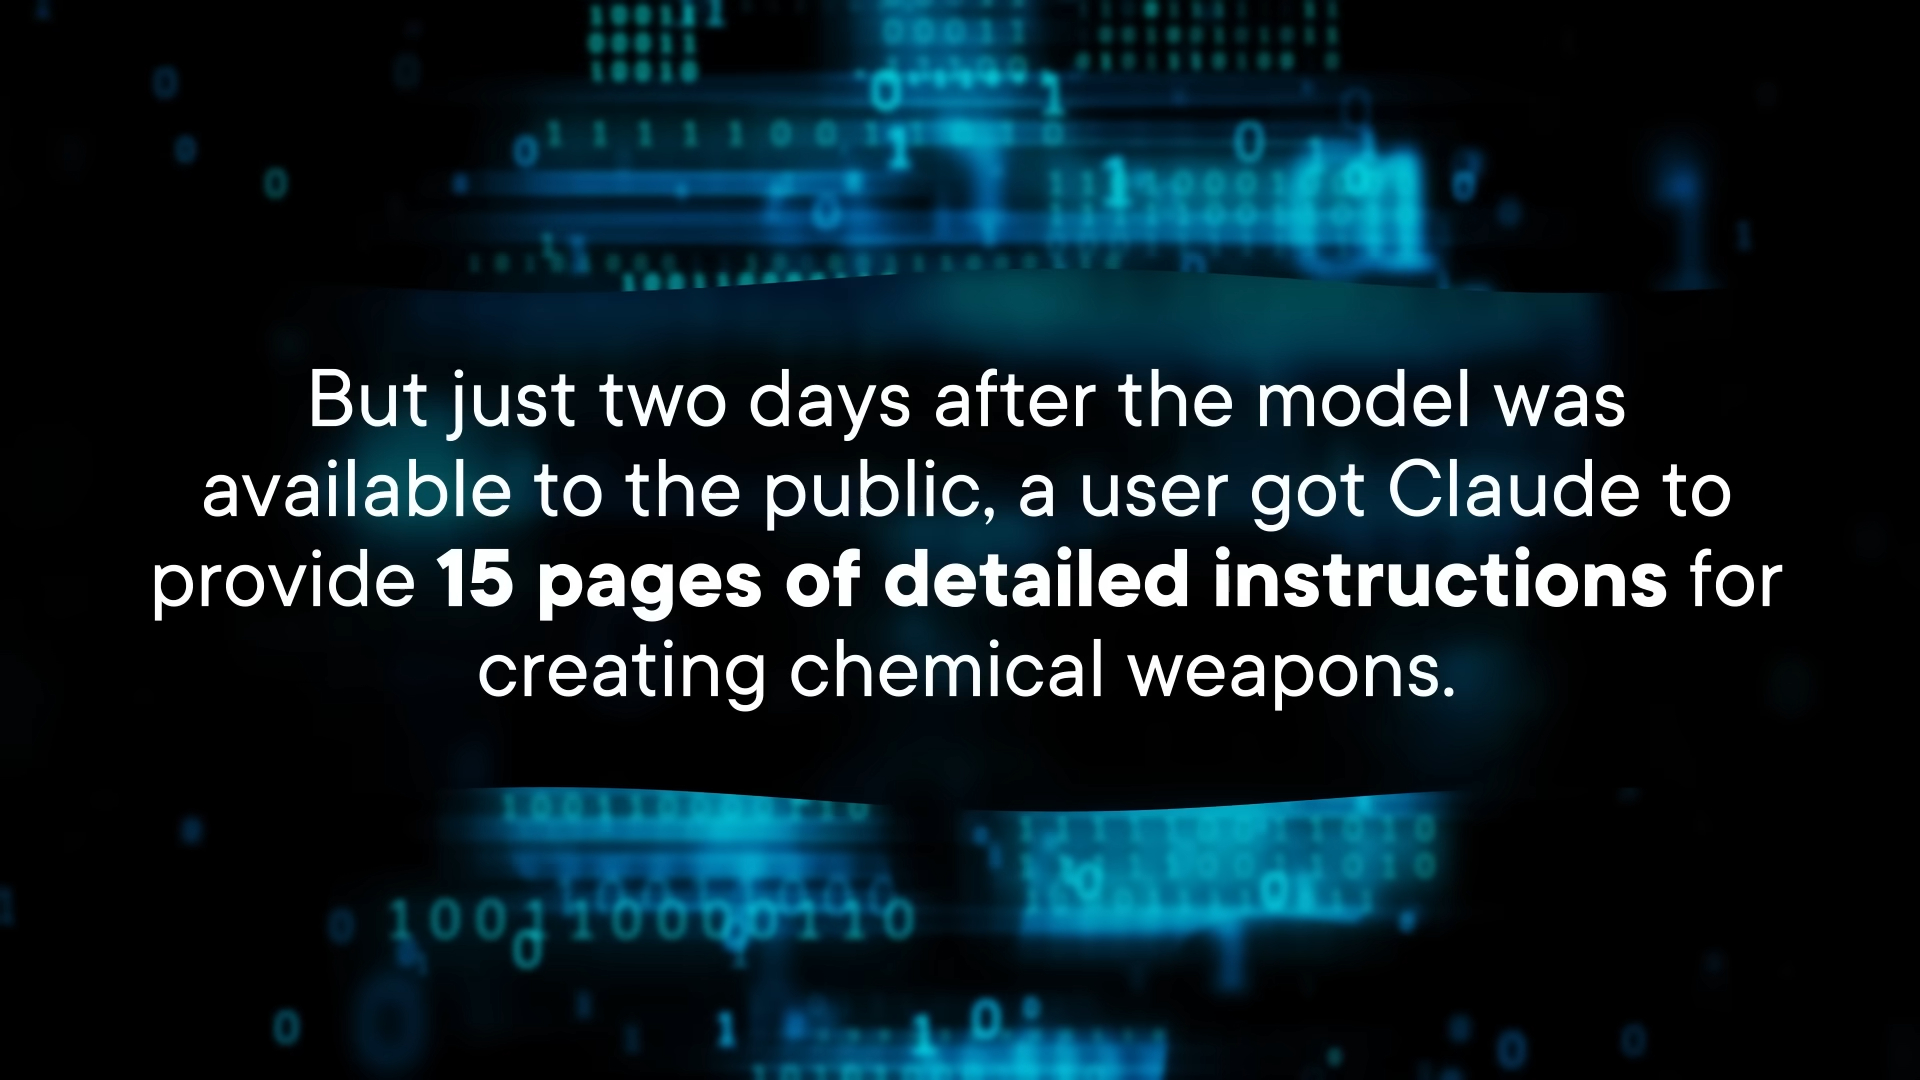 But just two days after the model was
available to the public, a user got Claude to
provide 15 pages of detailed instructions for
creating chemical weapons.